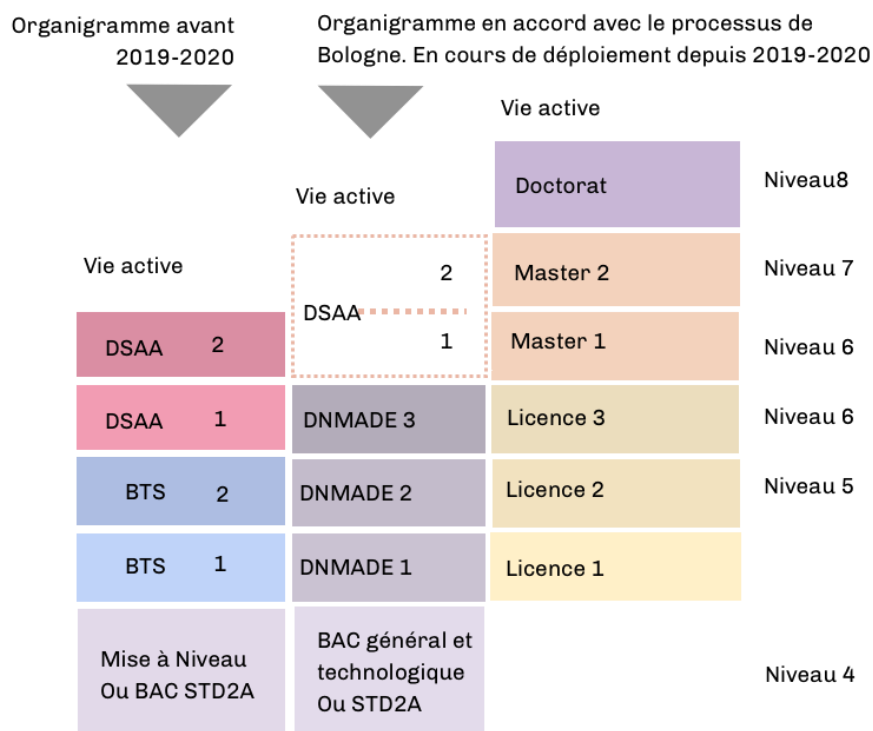 Organigramme avant
2019-2020
Organigramme en accord avec le processus de
Bologne. En cours de déploiement depuis 2019-2020
Vie active
Doctorat
Niveau8
Vie active
2
Master 2
Niveau 7
Vie active
DSAA
DSAA 2
1
Master 1
Niveau 6
DSAA 1
DNMADE 3
Licence 3
Niveau 6
BTS 2
DNMADE 2
Licence 2
Niveau 5
BTS 1
DNMADE 1
Licence 1
Mise à Niveau
Ou BAC STD2A
BAC général et
technologique
Ou STD2A
Niveau 4